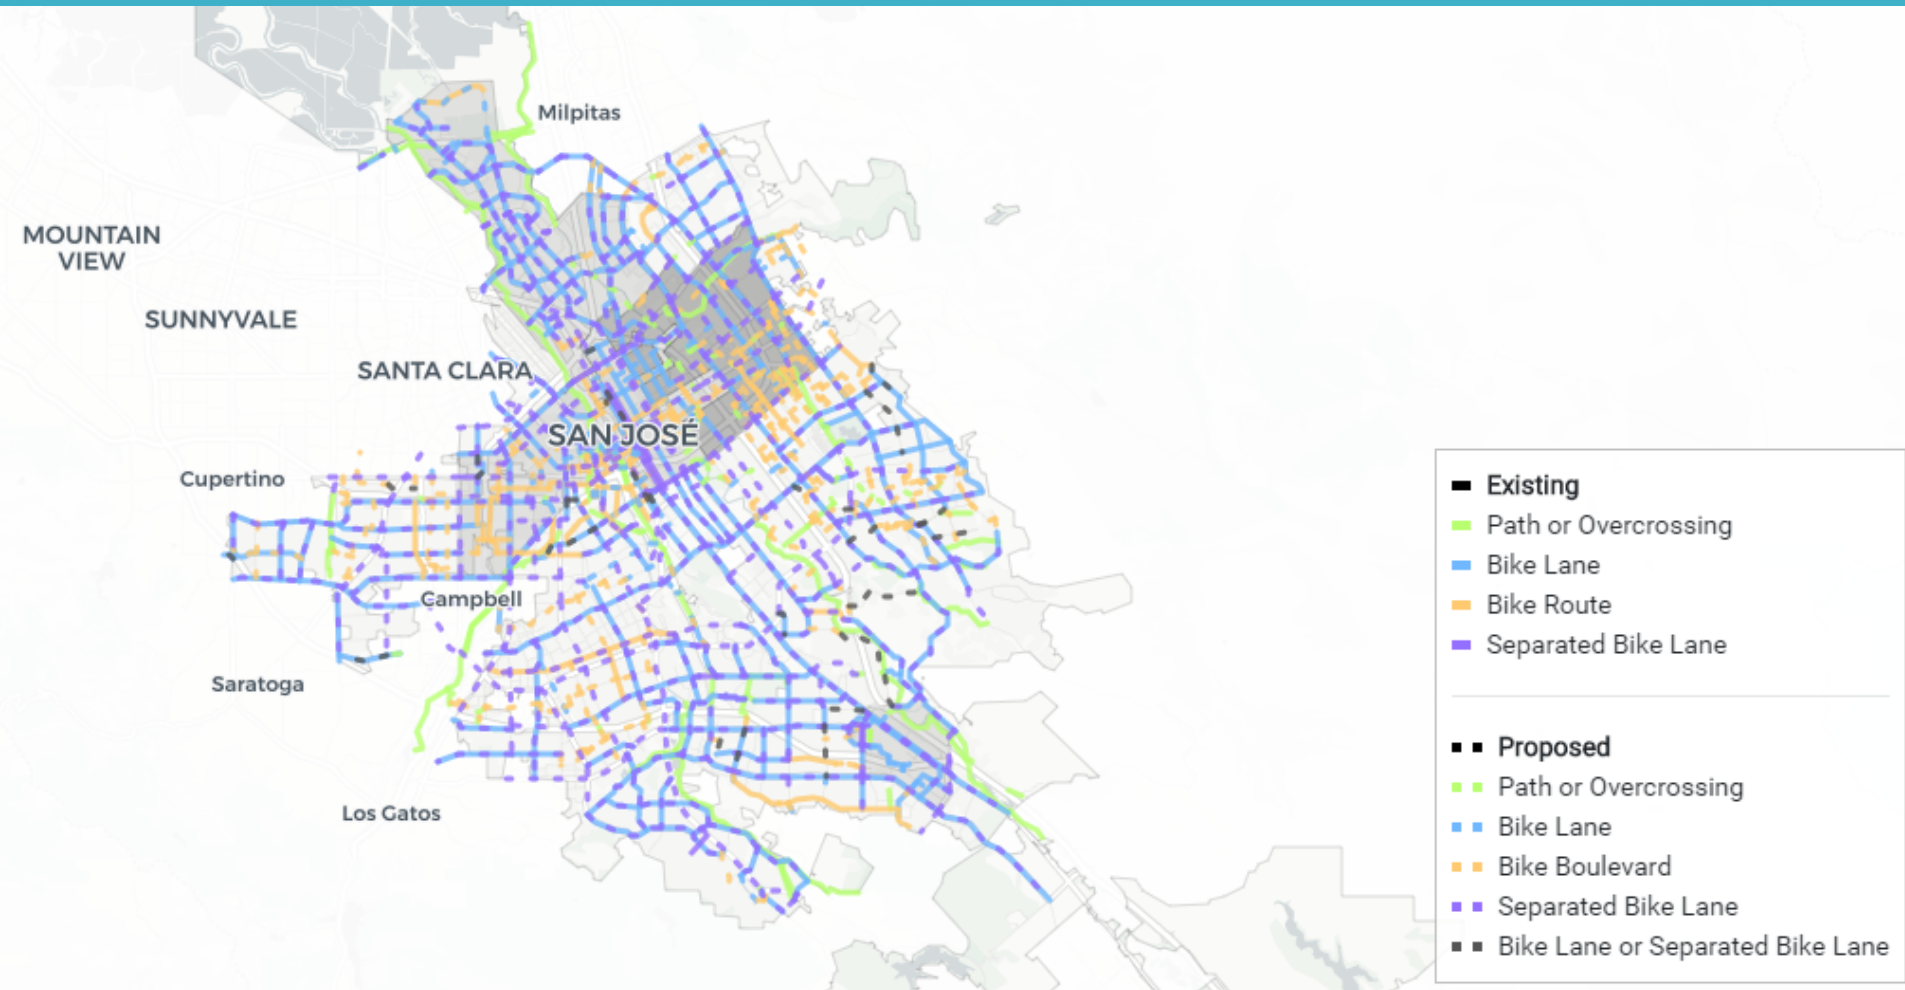 Milpitas
MOUNTAIN
VIEW
SUNNYVALE
SANTA CLARA
SAN JOSÉ
Cupertino
Campbell
Saratoga
Los Gatos
Existing
Path or Overcrossing
Bike Lane
Bike Route
Separated Bike Lane
Proposed
Path or Overcrossing
Bike Lane
Bike Boulevard
Separated Bike Lane
Bike Lane or Separated Bike Lane